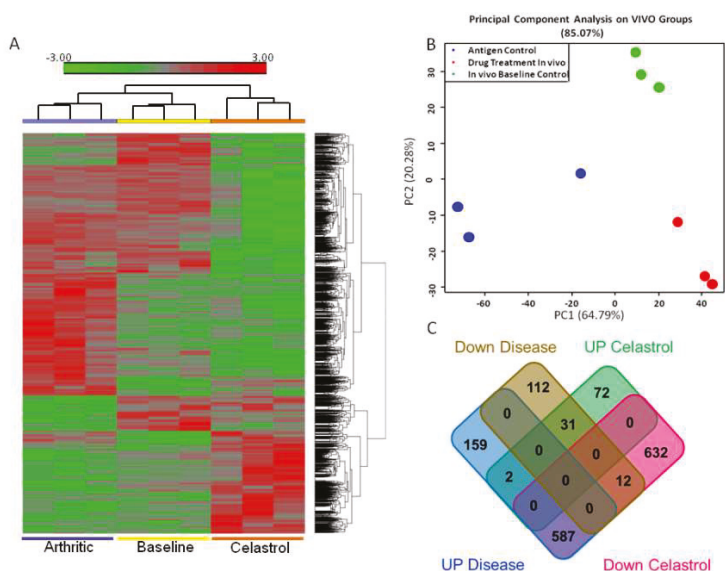 A
-3.00
3.00
Arthritic
Baseline
Celastrol
Principal Component Analysis on VIVO Groups
(85.07%)
B
Antigen Control
Drug Treatment In vivo
In vivo Baseline Control
PC2 (20.28%)
30
20
10
0
-10
-20
-30
-60
-40
-20
0
20
40
PC1 (64.79%)
C
Down Disease
UP Celastrol
112
72
0
31
0
159
0
0
632
2
0
12
0
0
587
UP Disease
Down Celastrol